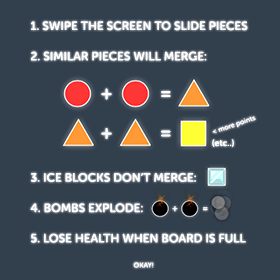 1. SWIPE THE SCREEN TO SLIDE PIECES
2. SIMILAR PIECES WILL MERGE:
+ =
+ = < more points
(etc..)
3. ICE BLOCKS DON'T MERGE:
4. BOMBS EXPLODE: + =
5. LOSE HEALTH WHEN BOARD IS FULL
OKAY!